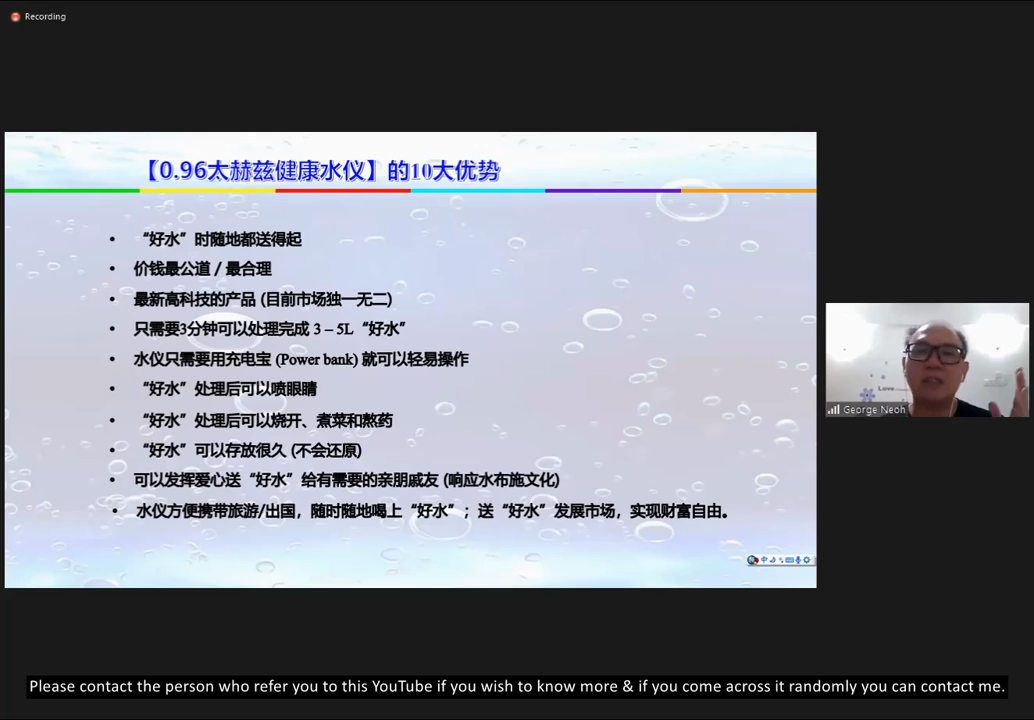 Recording
【0.96太赫兹健康水仪】的10大优势
• “好水”时随地都送得起
• 价钱最公道 / 最合理
• 最新高科技的产品 (目前市场独一无二)
• 只需要3分钟可以处理完成 3 – 5L “好水”
• 水仪只需要用充电宝 (Power bank) 就可以轻易操作
• “好水”处理后可以喷眼睛
• “好水”处理后可以烧开、煮菜和熬药
• “好水”可以存放很久 (不会还原)
• 可以发挥爱心送“好水”给有需要的亲朋戚友 (响应水布施文化)
• 水仪方便携带旅游/出国，随时随地喝上“好水”；送“好水”发展市场，实现财富自由。
Love
George Neoh
中
Please contact the person who refer you to this YouTube if you wish to know more & if you come across it randomly you can contact me.